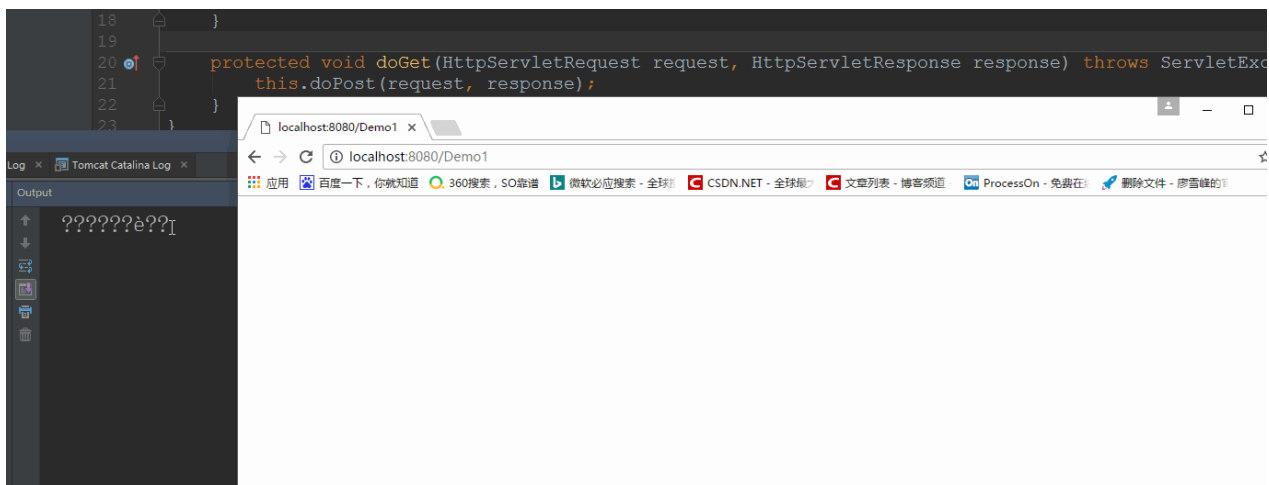 18 }
19
20 protected void doGet(HttpServletRequest request, HttpServletResponse response) throws ServletExc
21 this.doPost(request, response);
22 }
23 }
localhost:8080/Demo1
Log Tomcat Catalina Log
localhost:8080/Demo1
应用 百度一下，你就知道 360搜索，SO靠谱 微软必应搜索 - 全球 CSDN.NET - 全球最 文章列表 - 博客频道 ProcessOn - 免费在 删除文件 - 廖雪峰的
Output
??????è??